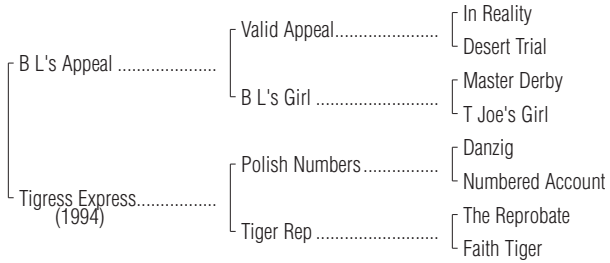 In Reality
Valid Appeal..................
Desert Trial
B L's Appeal .................
Master Derby
B L's Girl .....................
T Joe's Girl
Danzig
Polish Numbers.............
Numbered Account
Tigress Express..............
(1994)
The Reprobate
Tiger Rep .....................
Faith Tiger